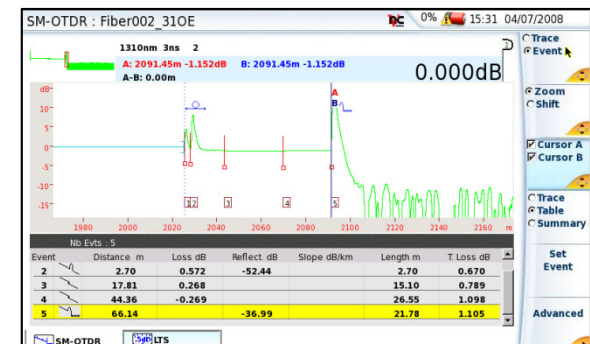 SM-OTDR : Fiber002_31OE
DC 0% 15:31 04/07/2008
1310nm 3ns 2
A: 2091.45m -1.152dB B: 2091.45m -1.152dB
A-B: 0.00m
0.000dB
Trace
Event
Zoom
Shift
Cursor A
Cursor B
Trace
Table
Summary
Set
Event
Advanced
dB
10
5
0
-5
-10
-15
A
B
1 2 3 4 5
1980 2000 2020 2040 2060 2080 2100 2120 2140 2160 m
Nb Evts : 5
Event Distance m Loss dB Reflect. dB Slope dB/km Length m T. Loss dB
2 2.70 0.572 -52.44 2.70 0.670
3 17.81 0.268 15.10 0.789
4 44.36 -0.269 26.55 1.098
5 66.14 -36.99 21.78 1.105
SM-OTDR LTS